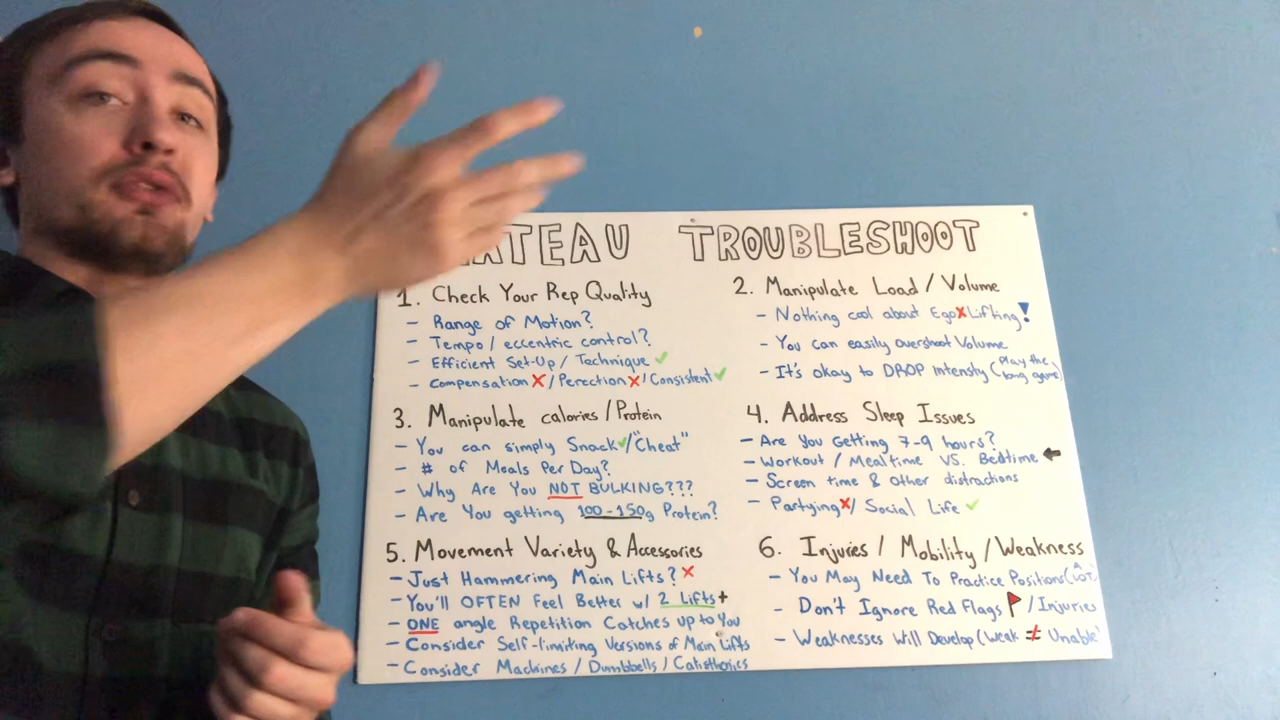 ATEAU TROUBLESHOOT
1. Check Your Rep Quality
- Range of Motion?
- Tempo / eccentric control?
- Efficient Set-Up / Technique ✓
- Compensation X / Perection X / Consistent ✓
2. Manipulate Load / Volume
- Nothing cool about Ego X Lifting!
- You can easily overshoot Volume
- It's okay to DROP intensity (Play the long game)
3. Manipulate calories / Protein
- You can simply Snack ✓ / "Cheat"
- # of Meals Per Day?
- Why Are You NOT BULKING???
- Are You getting 100-150g Protein?
4. Address Sleep Issues
- Are You Getting 7-9 hours?
- Workout / Mealtime VS. Bedtime ←
- Screen time & other distractions
- Partying X / Social Life ✓
5. Movement Variety & Accessories
- Just Hammering Main Lifts? X
- You'll OFTEN Feel Better w/ 2 Lifts +
- ONE angle Repetition Catches up to You
- Consider Self-limiting Versions of Main Lifts
- Consider Machines / Dumbbells /
6. Injuries / Mobility / Weakness
- You May Need To Practice Positions
- Don't Ignore Red Flags / Injuries
- Weaknesses Will Develop (Weak ≠ Unable)